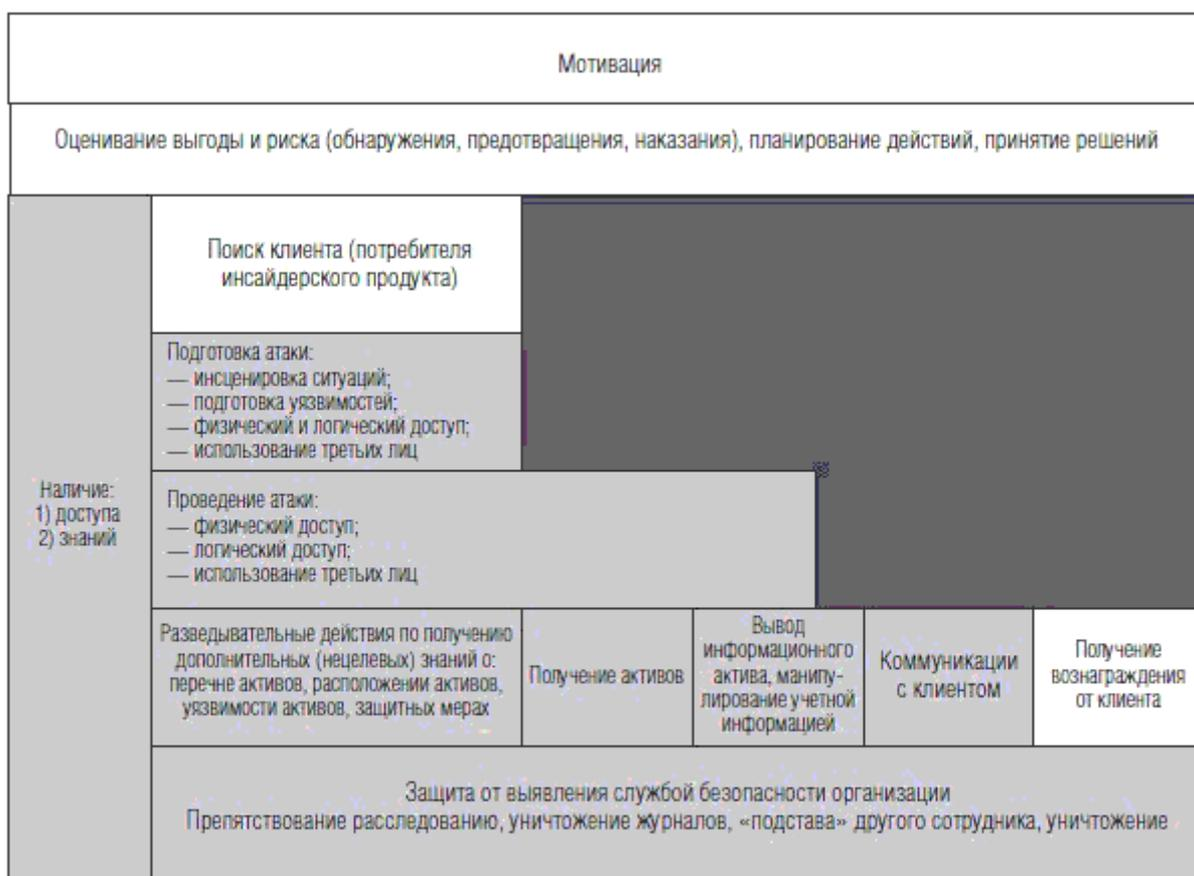 Мотивация
Оценивание выгоды и риска (обнаружения, предотвращения, наказания), планирование действий, принятие решений
Поиск клиента (потребителя
инсайдерского продукта)
Подготовка атаки:
— инсценировка ситуаций;
— подготовка уязвимостей;
— физический и логический доступ;
— использование третьих лиц
Наличие:
1) доступа
2) знаний
Проведение атаки:
— физический доступ;
— логический доступ;
— использование третьих лиц
Разведывательные действия по получению
дополнительных (нецелевых) знаний о:
перечне активов, расположении активов,
уязвимости активов, защитных мерах
Получение активов
Вывод
информационного
актива, манипу-
лирование учетной
информацией
Коммуникации
с клиентом
Получение
вознаграждения
от клиента
Защита от выявления службой безопасности организации
Препятствование расследованию, уничтожение журналов, «подстава» другого сотрудника, уничтожение